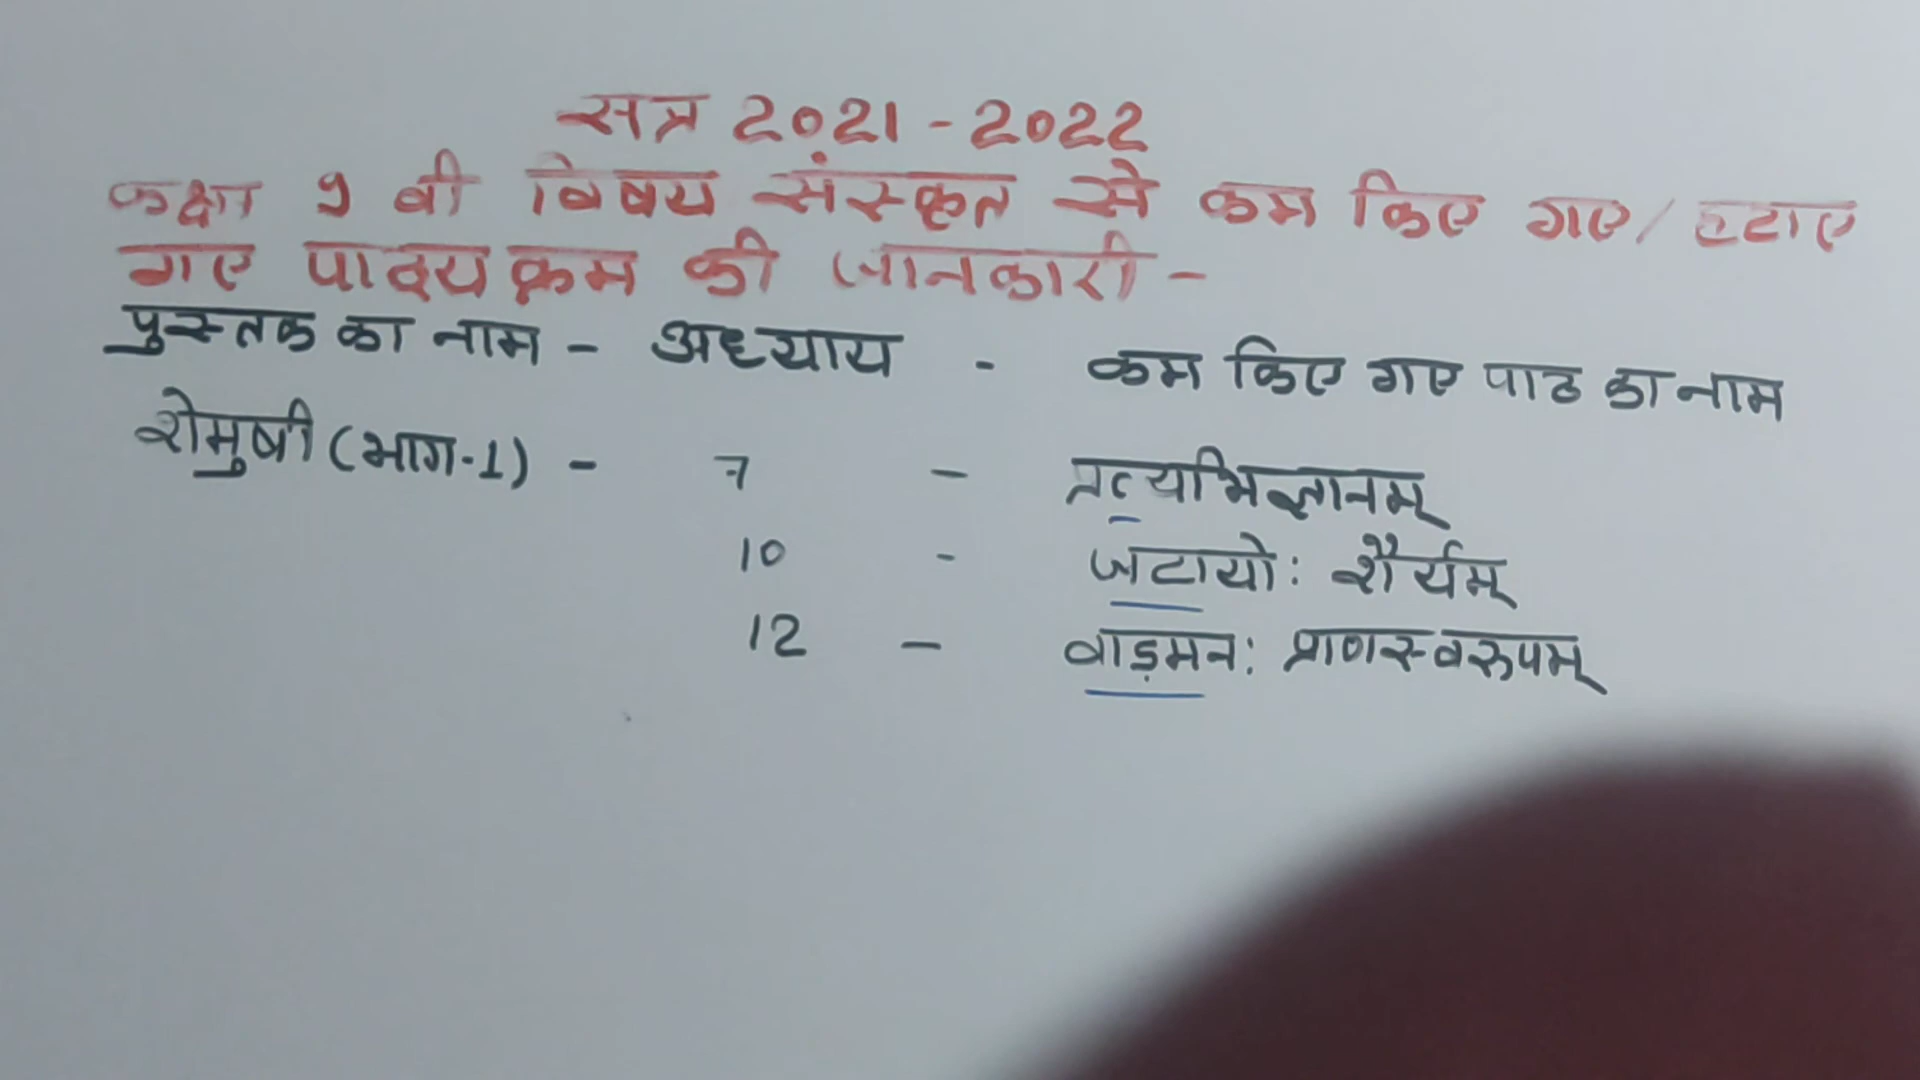 सत्र 2021-2022
कक्षा 9 वी विषय संस्कृत से कम किए गए/हटाए
गए पाठ्यक्रम की जानकारी -
पुस्तक का नाम - अध्याय - कम किए गए पाठ का नाम
शेमुषी (भाग-1) - 7 - प्रत्यभिज्ञानम्
10 - जटायो: शैर्यम्
12 - वाड़मन: प्राणस्वरुपम्